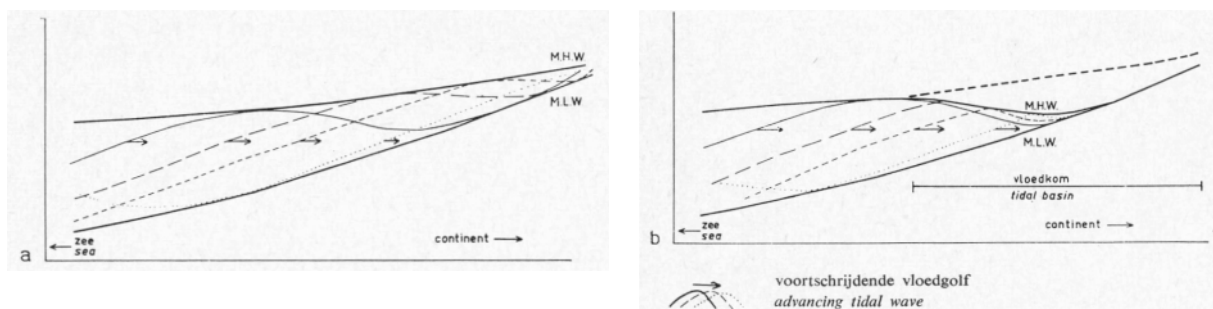 M.H.W.
M.L.W.
zee
sea
continent
a
M.H.W.
M.L.W.
vloedkom
tidal basin
zee
sea
continent
b
voortschrijdende vloedgolf
advancing tidal wave